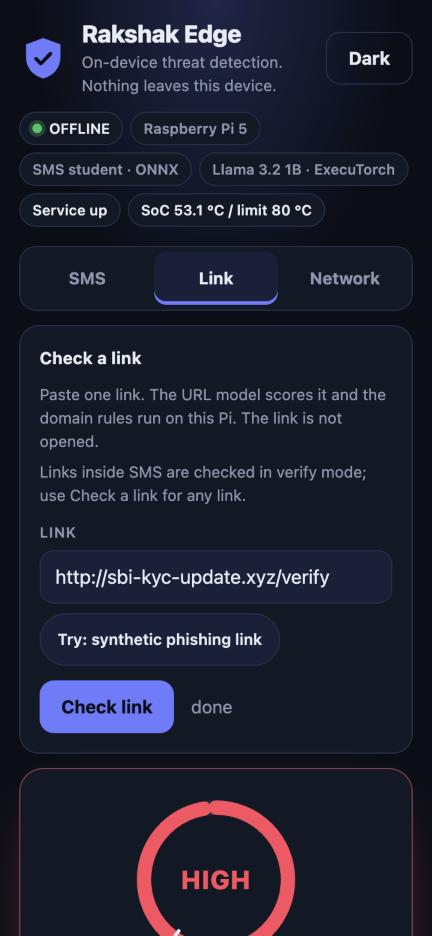 Rakshak Edge
On-device threat detection.
Nothing leaves this device.
Dark
OFFLINE
Raspberry Pi 5
SMS student · ONNX
Llama 3.2 1B · ExecuTorch
Service up
SoC 53.1 °C / limit 80 °C
SMS
Link
Network
Check a link
Paste one link. The URL model scores it and the
domain rules run on this Pi. The link is not
opened.
Links inside SMS are checked in verify mode;
use Check a link for any link.
LINK
http://sbi-kyc-update.xyz/verify
Try: synthetic phishing link
Check link
done
HIGH